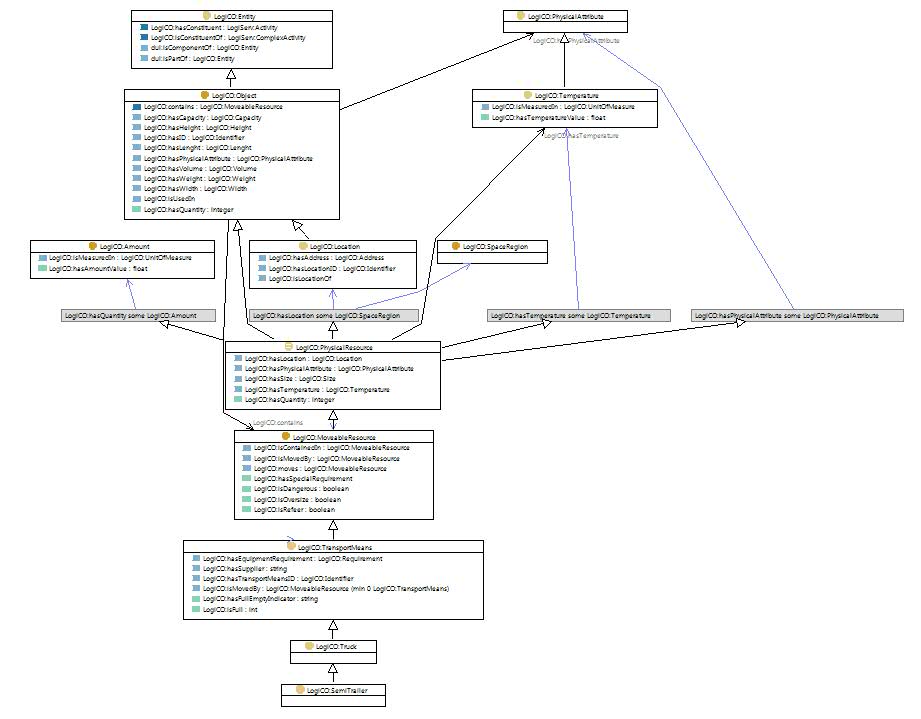 LogiCO:Entity
LogiCO:hasConstituent : LogiServ:Activity
LogiCO:isConstituentOf : LogiServ:ComplexActivity
dul:isComponentOf : LogiCO:Entity
dul:isPartOf : LogiCO:Entity
LogiCO:PhysicalAttribute
LogiCO:hasPhysicalAttribute
LogiCO:Object
LogiCO:contains : LogiCO:MoveableResource
LogiCO:hasCapacity : LogiCO:Capacity
LogiCO:hasHeight : LogiCO:Height
LogiCO:hasID : LogiCO:Identifier
LogiCO:hasLenght : LogiCO:Lenght
LogiCO:hasPhysicalAttribute : LogiCO:PhysicalAttribute
LogiCO:hasVolume : LogiCO:Volume
LogiCO:hasWeight : LogiCO:Weight
LogiCO:hasWidth : LogiCO:Width
LogiCO:isUsedIn
LogiCO:hasQuantity : integer
LogiCO:Temperature
LogiCO:isMeasuredIn : LogiCO:UnitOfMeasure
LogiCO:hasTemperatureValue : float
LogiCO:hasTemperature
LogiCO:Amount
LogiCO:isMeasuredIn : LogiCO:UnitOfMeasure
LogiCO:hasAmountValue : float
LogiCO:Location
LogiCO:hasAddress : LogiCO:Address
LogiCO:hasLocationID : LogiCO:Identifier
LogiCO:isLocationOf
LogiCO:SpaceRegion
LogiCO:hasQuantity some LogiCO:Amount
LogiCO:hasLocation some LogiCO:SpaceRegion
LogiCO:hasTemperature some LogiCO:Temperature
LogiCO:hasPhysicalAttribute some LogiCO:PhysicalAttribute
LogiCO:PhysicalResource
LogiCO:hasLocation : LogiCO:Location
LogiCO:hasPhysicalAttribute : LogiCO:PhysicalAttribute
LogiCO:hasSize : LogiCO:Size
LogiCO:hasTemperature : LogiCO:Temperature
LogiCO:hasQuantity : integer
LogiCO:contains
LogiCO:MoveableResource
LogiCO:isContainedIn : LogiCO:MoveableResource
LogiCO:isMovedBy : LogiCO:MoveableResource
LogiCO:moves : LogiCO:MoveableResource
LogiCO:hasSpecialRequirement
LogiCO:isDangerous : boolean
LogiCO:isOversize : boolean
LogiCO:isRefeer : boolean
LogiCO:TransportMeans
LogiCO:hasEquipmentRequirement : LogiCO:Requirement
LogiCO:hasSupplier : string
LogiCO:hasTransportMeansID : LogiCO:Identifier
LogiCO:isMovedBy : LogiCO:MoveableResource (min 0 LogiCO:TransportMeans)
LogiCO:hasFullEmptyIndicator : string
LogiCO:isFull : int
LogiCO:Truck
LogiCO:SemiTrailer